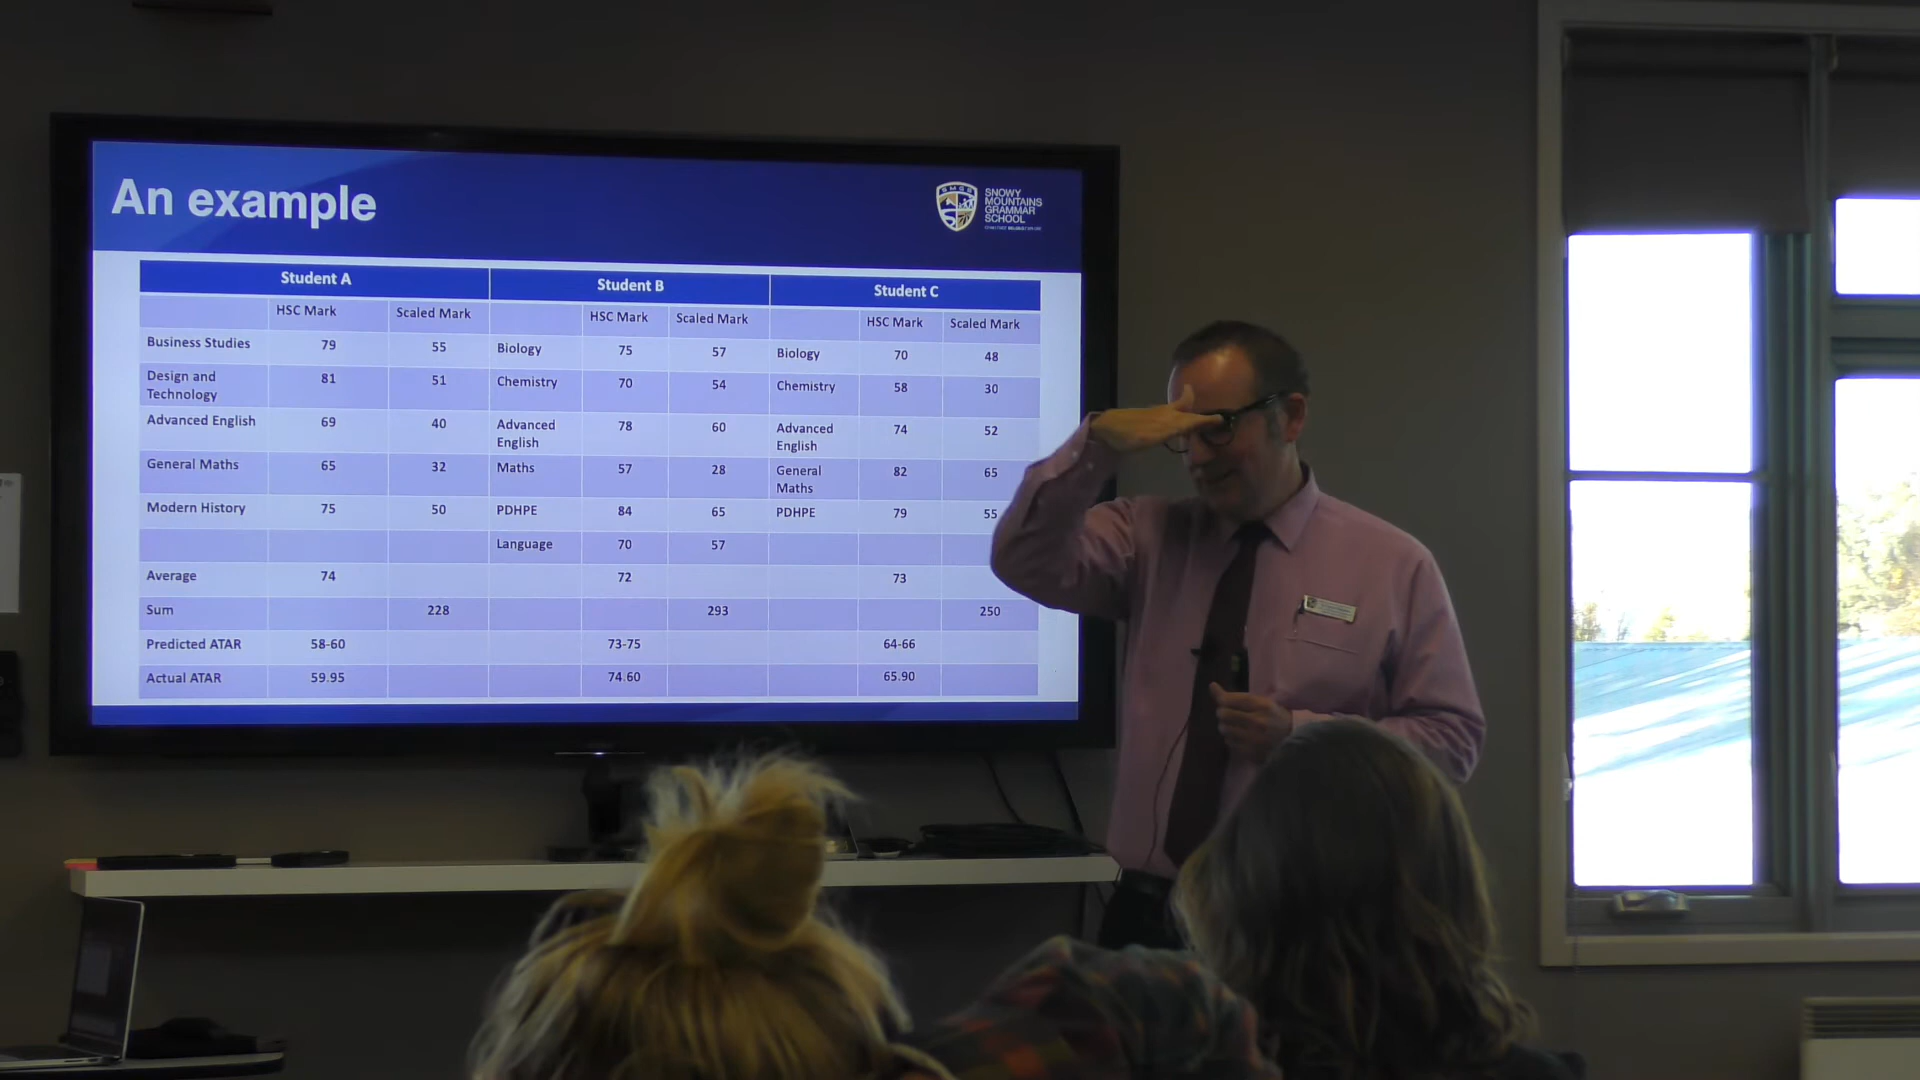 An example
SNOWY
MOUNTAINS
GRAMMAR
SCHOOL
Student A Student B Student C
HSC Mark Scaled Mark HSC Mark Scaled Mark HSC Mark Scaled Mark
Business Studies 79 55 Biology 75 57 Biology 70 48
Design and
Technology 81 51 Chemistry 70 54 Chemistry 58 30
Advanced English 69 40 Advanced
English 78 60 Advanced
English 74 52
General Maths 65 32 Maths 57 28 General
Maths 82 65
Modern History 75 50 PDHPE 84 65 PDHPE 79 55
Language 70 57
Average 74 72 73
Sum 228 293 250
Predicted ATAR 58-60 73-75 64-66
Actual ATAR 59.95 74.60 65.90